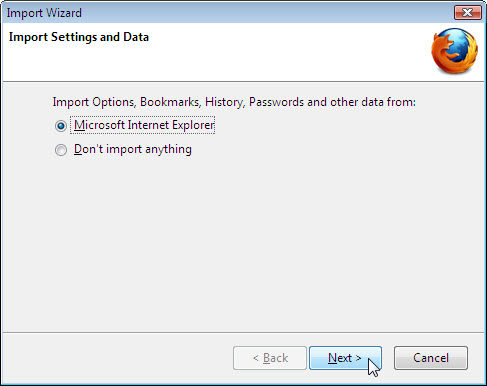 Import Wizard
Import Settings and Data
Import Options, Bookmarks, History, Passwords and other data from:
Microsoft Internet Explorer
Don't import anything
< Back Next > Cancel